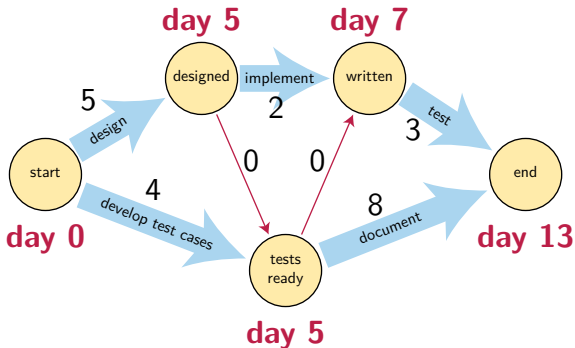 day 5
day 7
designed
implement
written
5
2
design
test
3
start
0
0
end
4
8
develop test cases
document
day 0
day 13
tests
ready
day 5